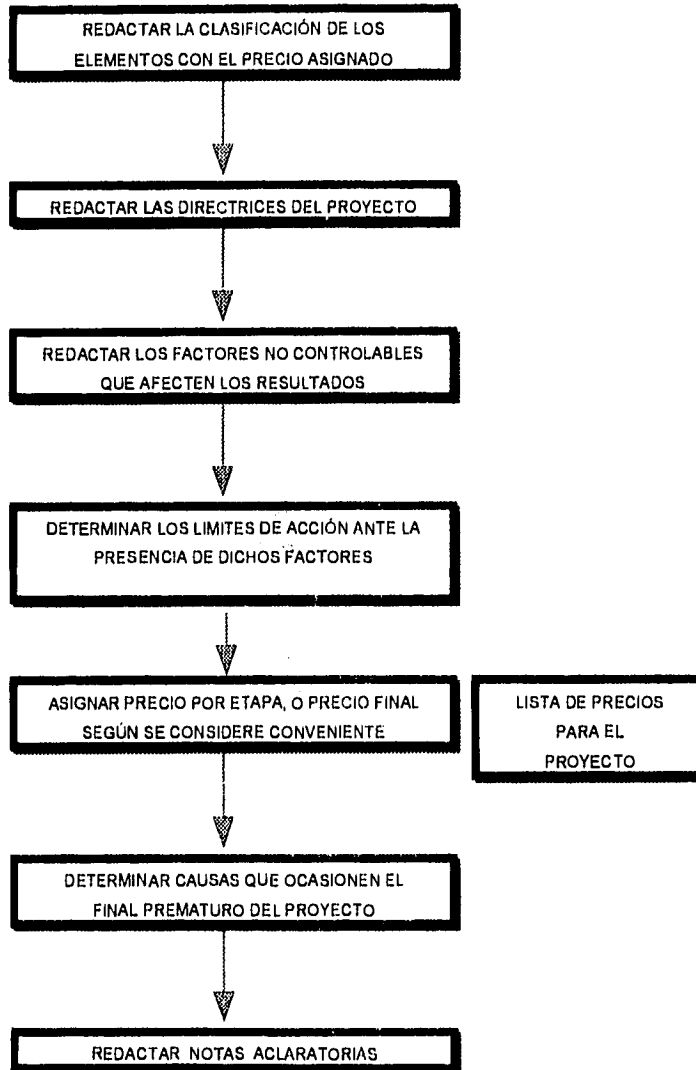 REDACTAR LA CLASIFICACIÓN DE LOS
ELEMENTOS CON EL PRECIO ASIGNADO
REDACTAR LAS DIRECTRICES DEL PROYECTO
REDACTAR LOS FACTORES NO CONTROLABLES
QUE AFECTEN LOS RESULTADOS
DETERMINAR LOS LIMITES DE ACCIÓN ANTE LA
PRESENCIA DE DICHOS FACTORES
ASIGNAR PRECIO POR ETAPA, O PRECIO FINAL
SEGÚN SE CONSIDERE CONVENIENTE
LISTA DE PRECIOS
PARA EL
PROYECTO
DETERMINAR CAUSAS QUE OCASIONEN EL
FINAL PREMATURO DEL PROYECTO
REDACTAR NOTAS ACLARATORIAS